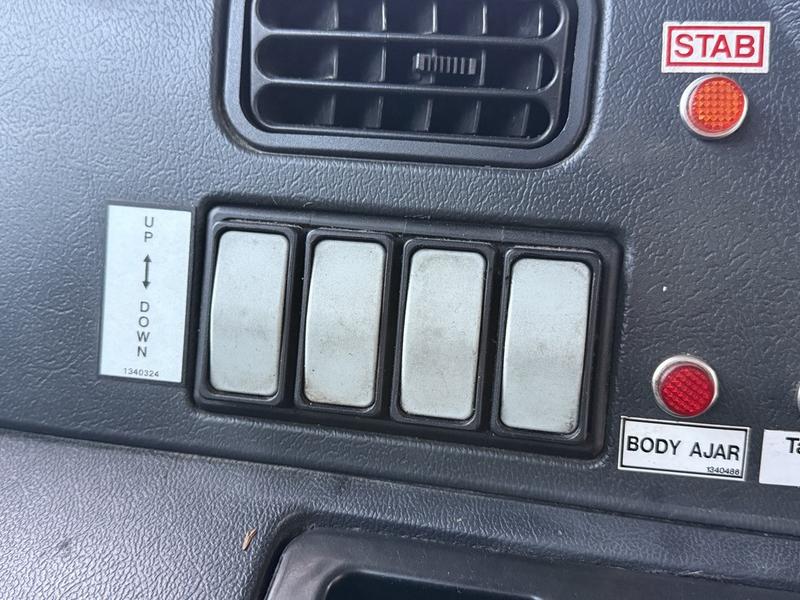 STAB
UP
↕
DOWN
1340324
BODY AJAR
1340486